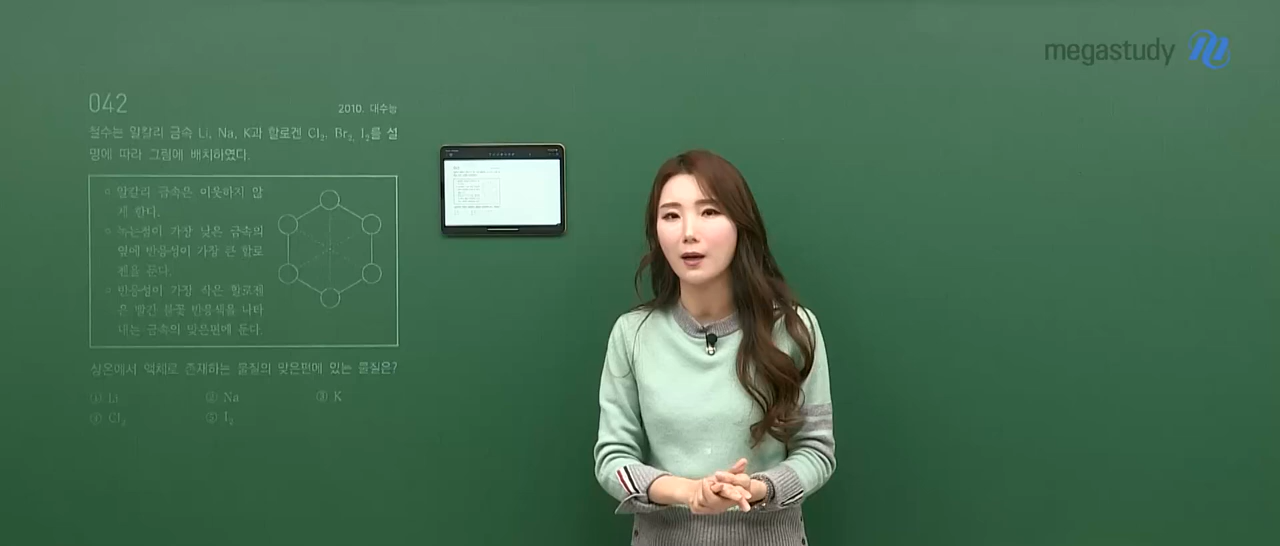 megastudy
042
2010. 대수능
철수는 알칼리 금속 Li, Na, K과 할로겐 Cl₂, Br₂, I₂를 설
명에 따라 그림에 배치하였다.
○ 알칼리 금속은 이웃하지 않
게 한다.
○ 녹는점이 가장 낮은 금속의
옆에 반응성이 가장 큰 할로
겐을 둔다.
○ 반응성이 가장 작은 할로겐
은 빨간 불꽃 반응색을 나타
내는 금속의 맞은편에 둔다.
상온에서 액체로 존재하는 물질의 맞은편에 있는 물질은?
① Li ② Na ③ K
④ Cl₂ ⑤ I₂